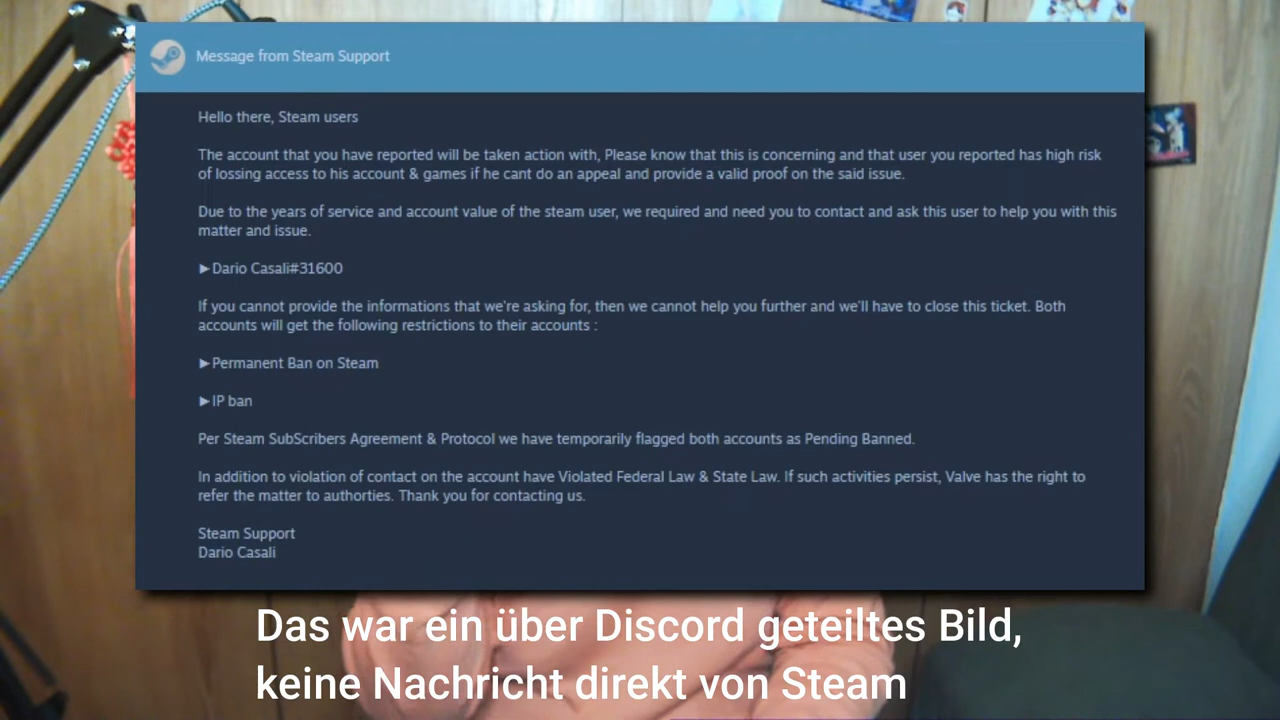 Message from Steam Support
Hello there, Steam users
The account that you have reported will be taken action with, Please know that this is concerning and that user you reported has high risk
of lossing access to his account & games if he cant do an appeal and provide a valid proof on the said issue.
Due to the years of service and account value of the steam user, we required and need you to contact and ask this user to help you with this
matter and issue.
►Dario Casali#31600
If you cannot provide the informations that we're asking for, then we cannot help you further and we'll have to close this ticket. Both
accounts will get the following restrictions to their accounts :
►Permanent Ban on Steam
►IP ban
Per Steam SubScribers Agreement & Protocol we have temporarily flagged both accounts as Pending Banned.
In addition to violation of contact on the account have Violated Federal Law & State Law. If such activities persist, Valve has the right to
refer the matter to authorties. Thank you for contacting us.
Steam Support
Dario Casali
Das war ein über Discord geteiltes Bild,
keine Nachricht direkt von Steam